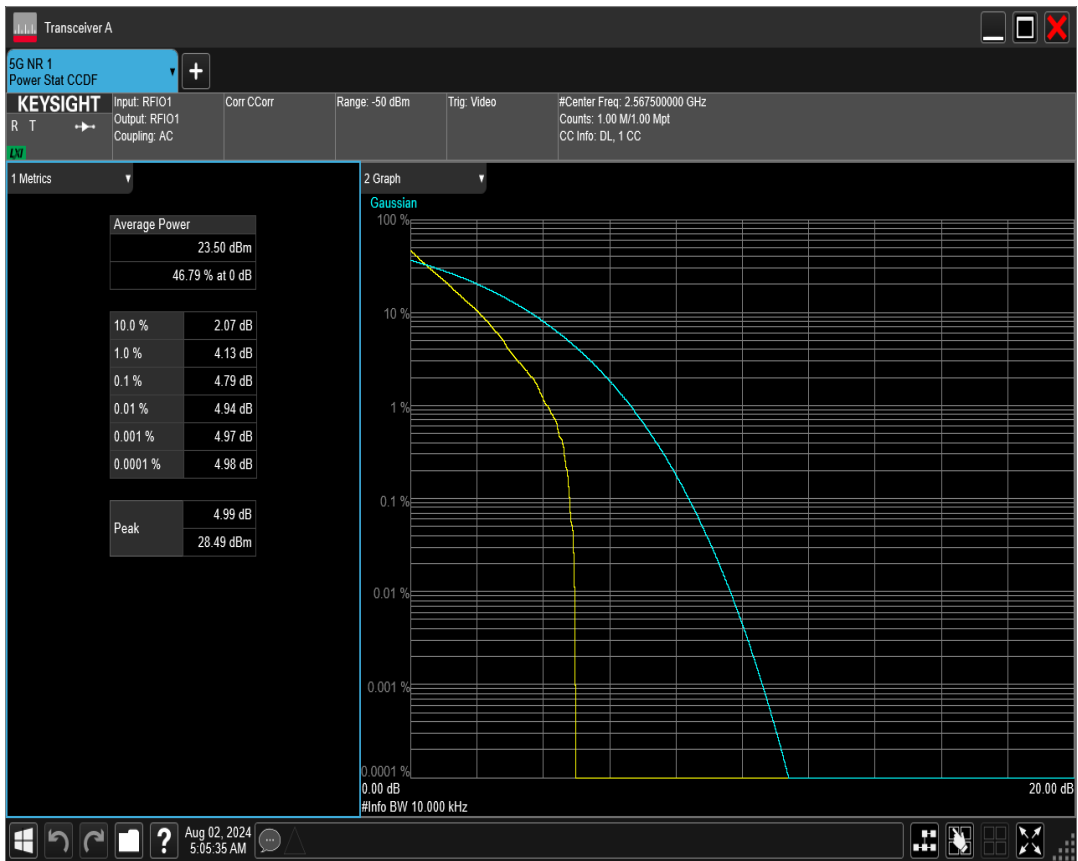 Transceiver A
5G NR 1
Power Stat CCDF
+
KEYSIGHT
R T
LXI
Input: RFIO1
Output: RFIO1
Coupling: AC
Corr CCorr
Range: -50 dBm
Trig: Video
#Center Freq: 2.567500000 GHz
Counts: 1.00 M/1.00 Mpt
CC Info: DL, 1 CC
1 Metrics
Average Power
23.50 dBm
46.79 % at 0 dB
10.0 % 2.07 dB
1.0 % 4.13 dB
0.1 % 4.79 dB
0.01 % 4.94 dB
0.001 % 4.97 dB
0.0001 % 4.98 dB
Peak
4.99 dB
28.49 dBm
2 Graph
Gaussian
100 %
10 %
1 %
0.1 %
0.01 %
0.001 %
0.0001 %
0.00 dB 20.00 dB
#Info BW 10.000 kHz
?
Aug 02, 2024
5:05:35 AM